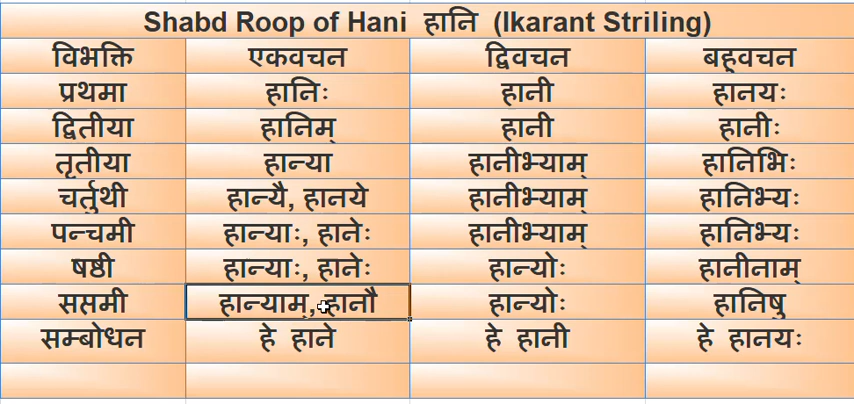 Shabd Roop of Hani हानि (Ikarant Striling)
विभक्ति एकवचन द्विवचन बहुवचन
प्रथमा हानिः हानी हानयः
द्वितीया हानिम् हानी हानीः
तृतीया हान्या हानीभ्याम् हानिभिः
चर्तुथी हान्यै, हानये हानीभ्याम् हानिभ्यः
पन्चमी हान्याः, हानेः हानीभ्याम् हानिभ्यः
षष्ठी हान्याः, हानेः हान्योः हानीनाम्
सप्तमी हान्याम्, हानौ हान्योः हानिषु
सम्बोधन हे हाने हे हानी हे हानयः